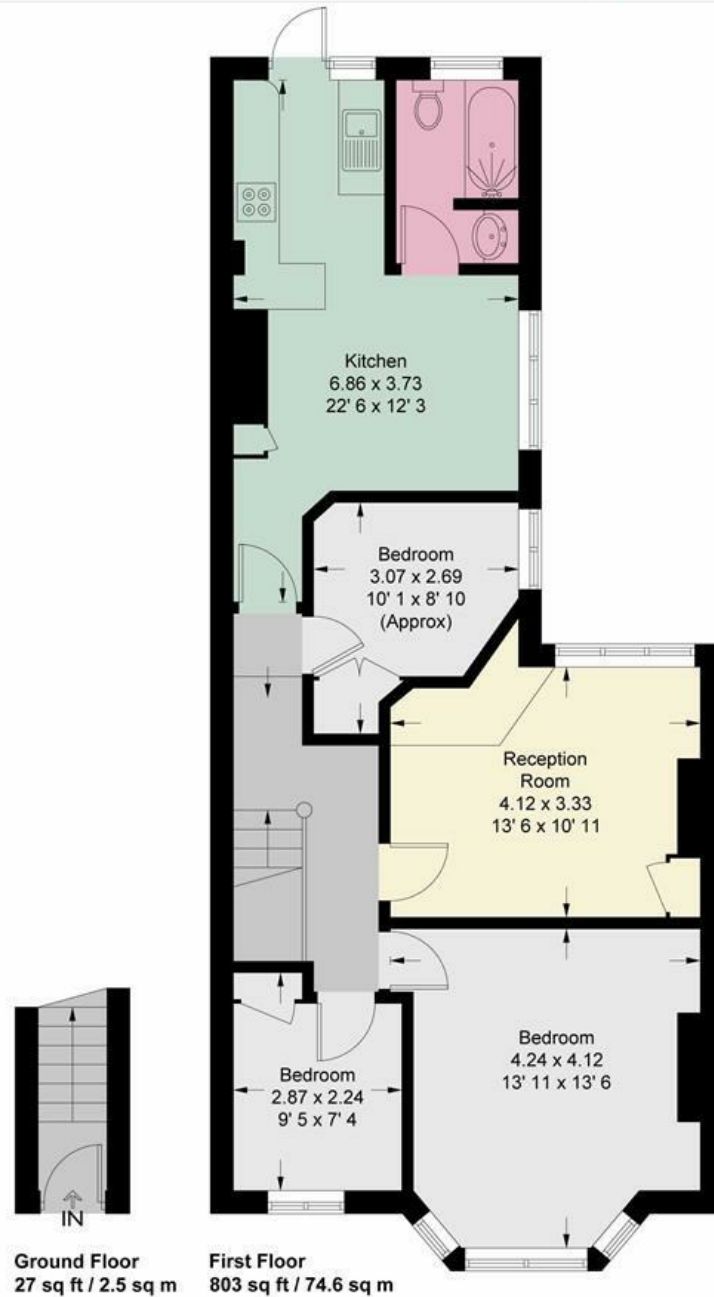 Kitchen
6.86 x 3.73
22' 6 x 12' 3
Bedroom
3.07 x 2.69
10' 1 x 8' 10
(Approx)
Reception
Room
4.12 x 3.33
13' 6 x 10' 11
Bedroom
4.24 x 4.12
13' 11 x 13' 6
Bedroom
2.87 x 2.24
9' 5 x 7' 4
IN
Ground Floor
27 sq ft / 2.5 sq m
First Floor
803 sq ft / 74.6 sq m